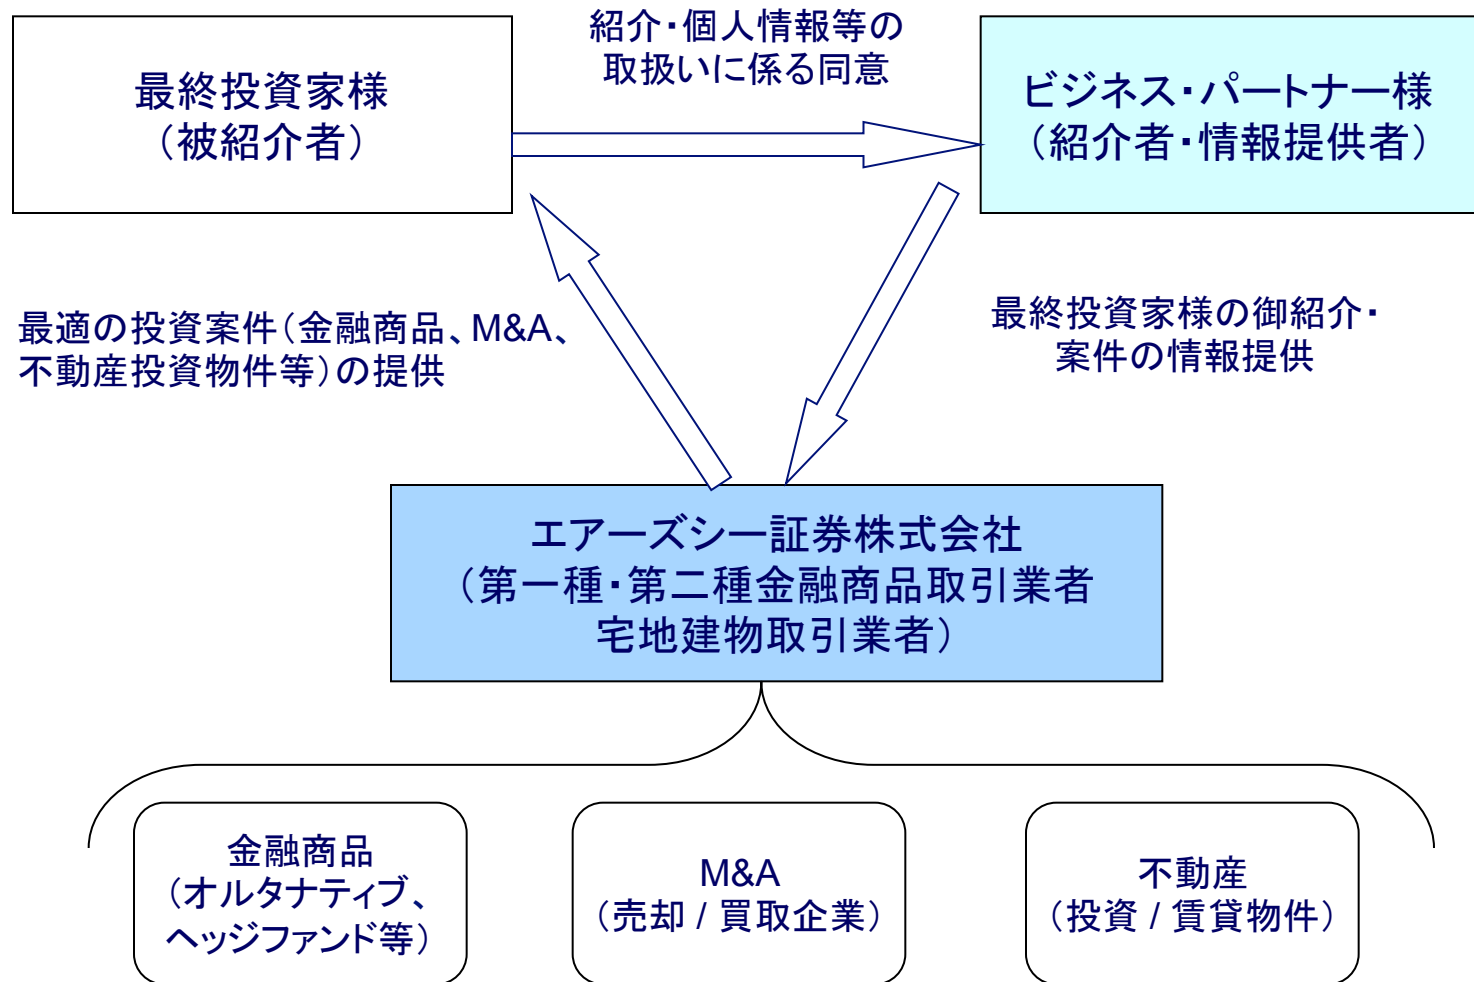 紹介・個人情報等の
取扱いに係る同意
最終投資家様
（被紹介者）
ビジネス・パートナー様
（紹介者・情報提供者）
最適の投資案件（金融商品、M&A、
不動産投資物件等）の提供
最終投資家様の御紹介・
案件の情報提供
エアーズシー証券株式会社
（第一種・第二種金融商品取引業者
宅地建物取引業者）
金融商品
（オルタナティブ、
ヘッジファンド等）
M&A
（売却 / 買取企業）
不動産
（投資 / 賃貸物件）